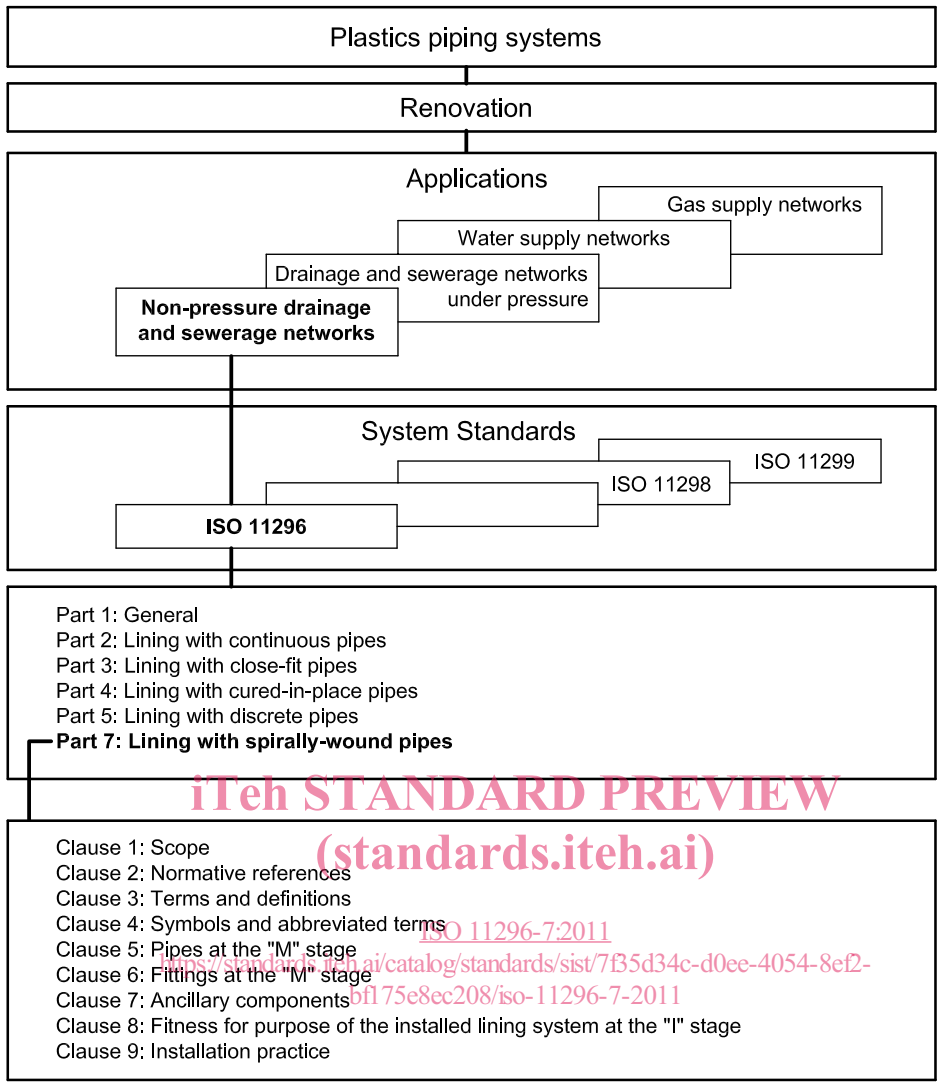 Plastics piping systems
Renovation
Applications
Gas supply networks
Water supply networks
Drainage and sewerage networks
under pressure
Non-pressure drainage
and sewerage networks
System Standards
ISO 11299
ISO 11298
ISO 11296
Part 1: General
Part 2: Lining with continuous pipes
Part 3: Lining with close-fit pipes
Part 4: Lining with cured-in-place pipes
Part 5: Lining with discrete pipes
Part 7: Lining with spirally-wound pipes
iTeh STANDARD PREVIEW
(standards.iteh.ai)
Clause 1: Scope
Clause 2: Normative references
Clause 3: Terms and definitions
Clause 4: Symbols and abbreviated terms
ISO 11296-7:2011
Clause 5: Pipes at the "M" stage
https://standards.iteh.ai/catalog/standards/sist/7f35d34c-d0ee-4054-8ef2-
Clause 6: Fittings at the "M" stage
bf175e8ec208/iso-11296-7-2011
Clause 7: Ancillary components
Clause 8: Fitness for purpose of the installed lining system at the "I" stage
Clause 9: Installation practice